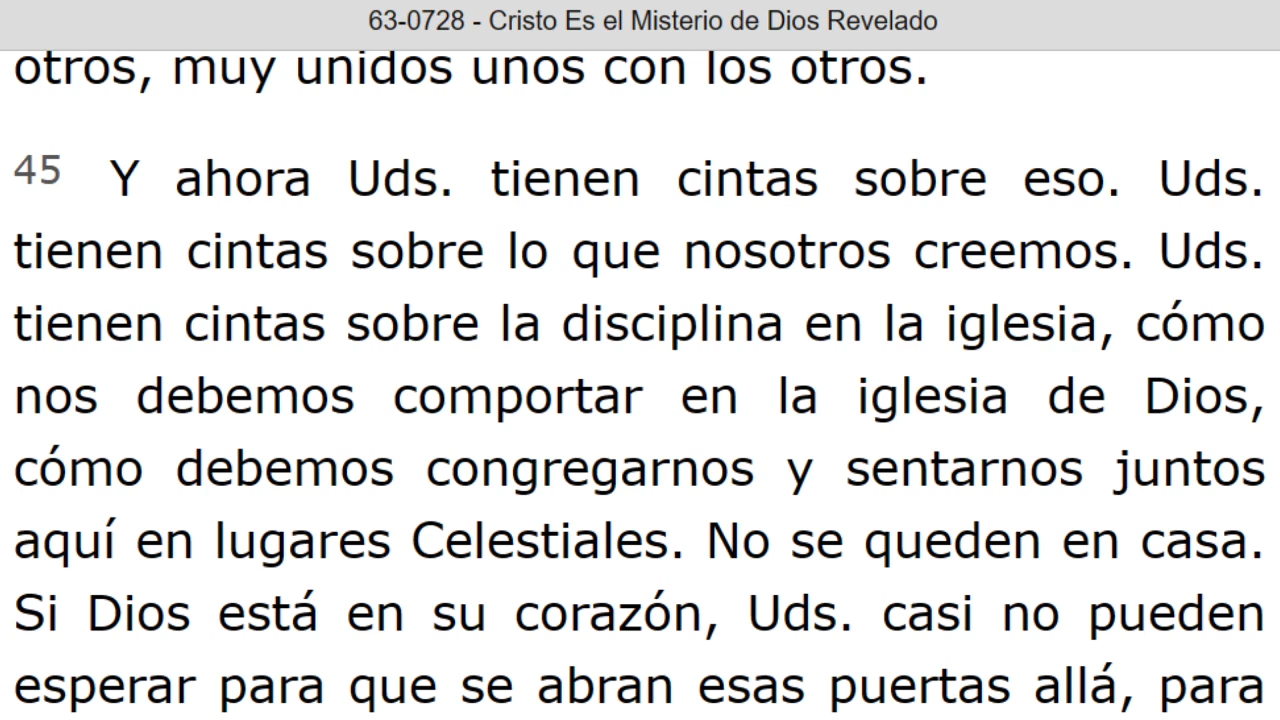 63-0728 - Cristo Es el Misterio de Dios Revelado
otros, muy unidos unos con los otros.
45 Y ahora Uds. tienen cintas sobre eso. Uds.
tienen cintas sobre lo que nosotros creemos. Uds.
tienen cintas sobre la disciplina en la iglesia, cómo
nos debemos comportar en la iglesia de Dios,
cómo debemos congregarnos y sentarnos juntos
aquí en lugares Celestiales. No se queden en casa.
Si Dios está en su corazón, Uds. casi no pueden
esperar para que se abran esas puertas allá, para